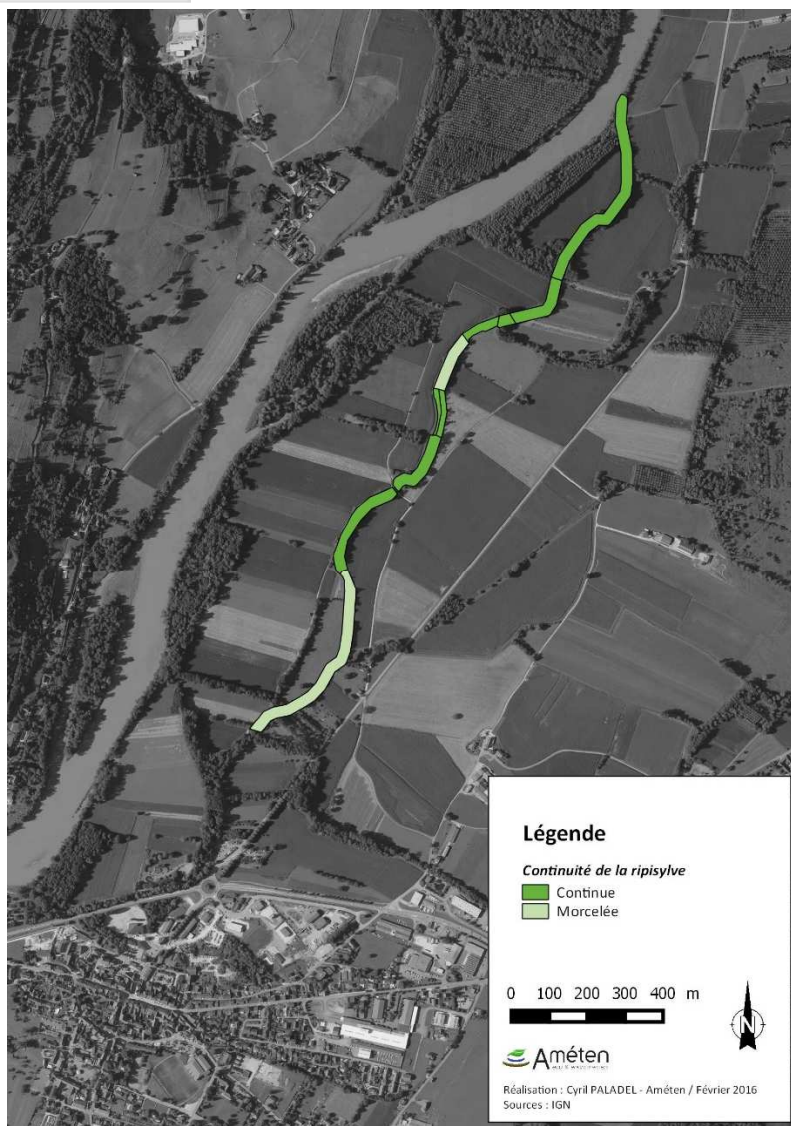 Légende
Continuité de la ripisylve
Continue
Morcelée
0 100 200 300 400 m
N
Améten
Réalisation : Cyril PALADEL - Améten / Février 2016
Sources : IGN